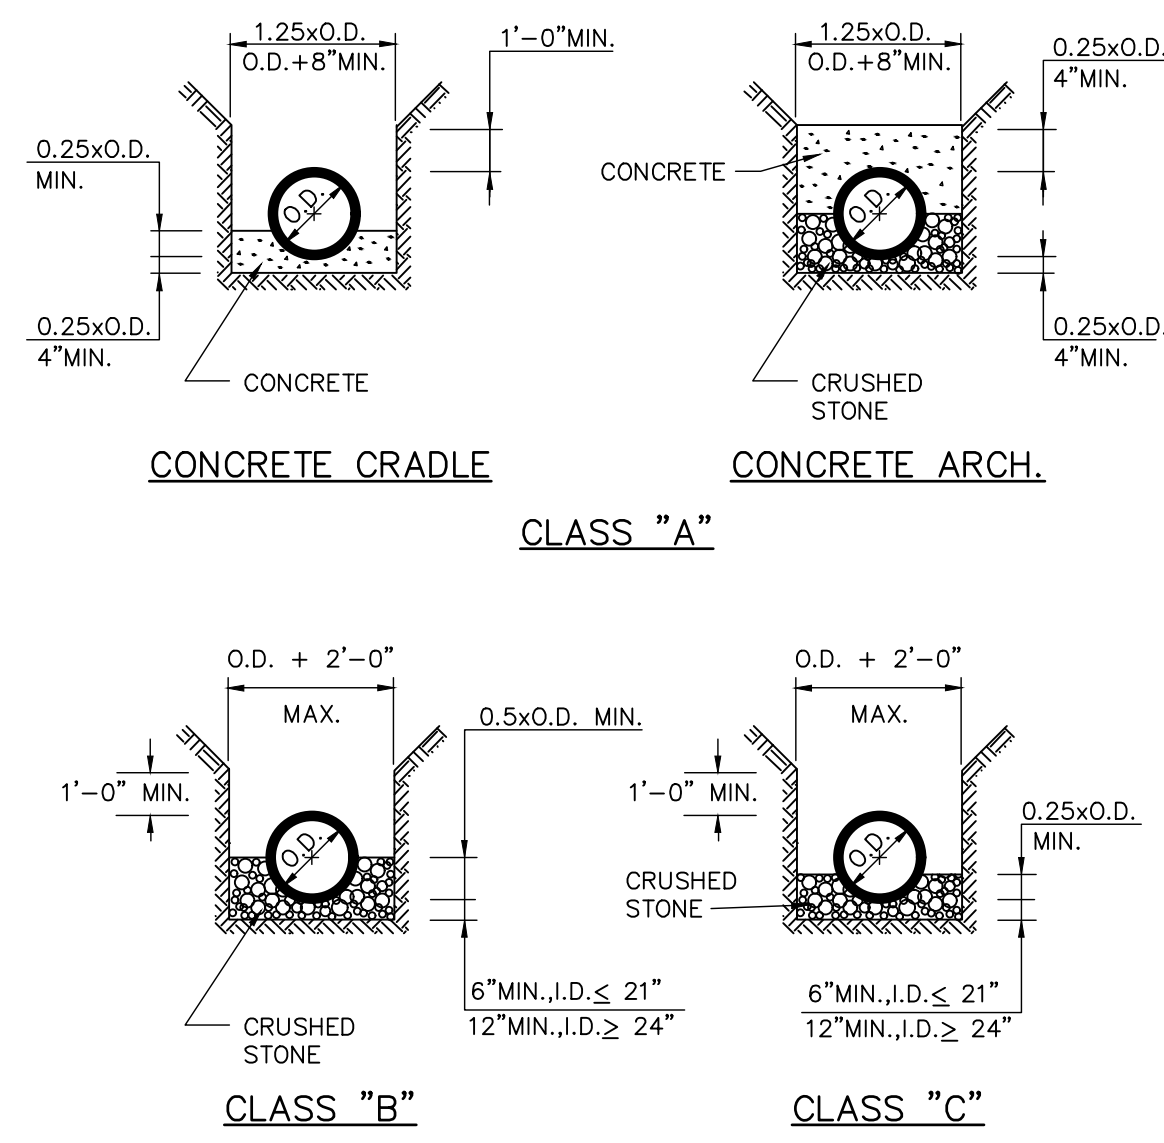 1.25xO.D.
O.D.+8”MIN.
1’-0”MIN.
0.25xO.D.
MIN.
O.D.
0.25xO.D.
4”MIN.
CONCRETE
CONCRETE CRADLE
1.25xO.D.
O.D.+8”MIN.
0.25xO.D.
4”MIN.
CONCRETE
O.D.
0.25xO.D.
4”MIN.
CRUSHED
STONE
CONCRETE ARCH.
CLASS ”A”
O.D. + 2’-0”
MAX.
0.5xO.D. MIN.
1’-0” MIN.
O.D.
6”MIN.,I.D.≤ 21”
12”MIN.,I.D.≥ 24”
CRUSHED
STONE
CLASS ”B”
O.D. + 2’-0”
MAX.
1’-0” MIN.
0.25xO.D.
MIN.
O.D.
CRUSHED
STONE
6”MIN.,I.D.≤ 21”
12”MIN.,I.D.≥ 24”
CLASS ”C”